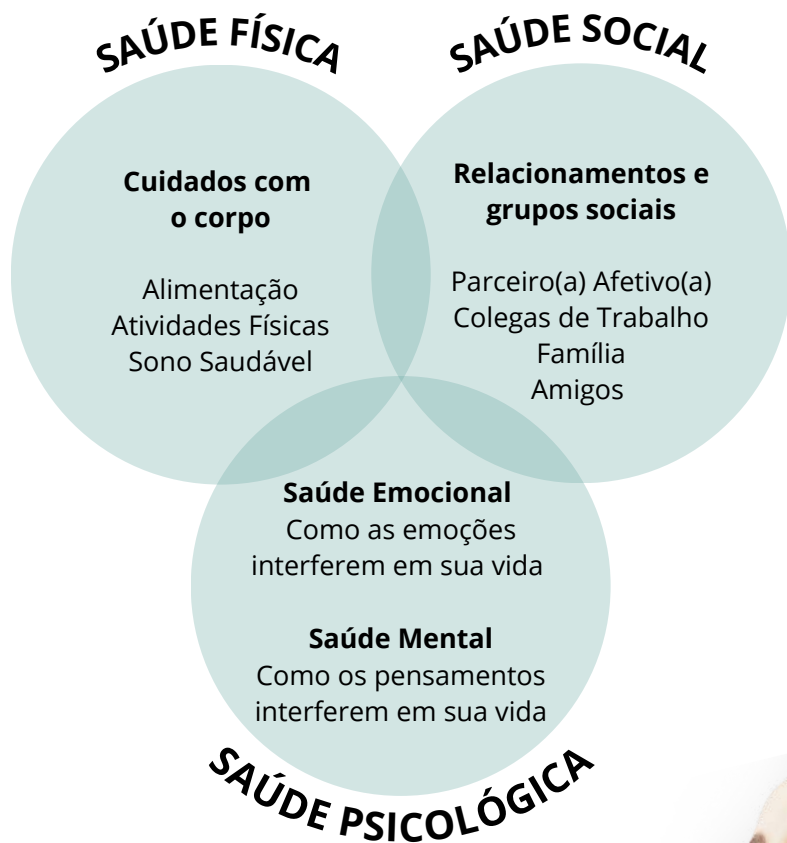 SAÚDE FÍSICA
Cuidados com
o corpo
Alimentação
Atividades Físicas
Sono Saudável
SAÚDE SOCIAL
Relacionamentos e
grupos sociais
Parceiro(a) Afetivo(a)
Colegas de Trabalho
Família
Amigos
Saúde Emocional
Como as emoções
interferem em sua vida
Saúde Mental
Como os pensamentos
interferem em sua vida
SAÚDE PSICOLÓGICA